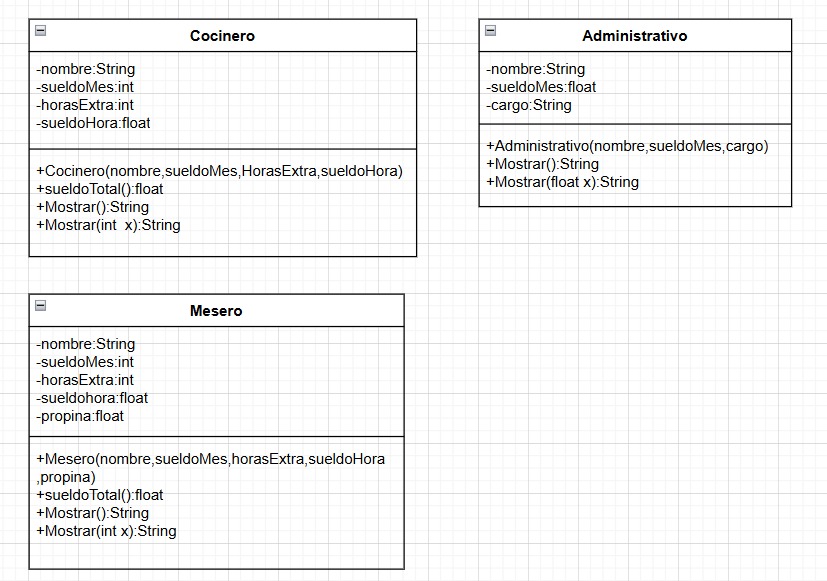 Cocinero
-nombre:String
-sueldoMes:int
-horasExtra:int
-sueldoHora:float
+Cocinero(nombre,sueldoMes,HorasExtra,sueldoHora)
+sueldoTotal():float
+Mostrar():String
+Mostrar(int  x):String
Administrativo
-nombre:String
-sueldoMes:float
-cargo:String
+Administrativo(nombre,sueldoMes,cargo)
+Mostrar():String
+Mostrar(float x):String
Mesero
-nombre:String
-sueldoMes:int
-horasExtra:int
-sueldohora:float
-propina:float
+Mesero(nombre,sueldoMes,horasExtra,sueldoHora
,propina)
+sueldoTotal():float
+Mostrar():String
+Mostrar(int x):String